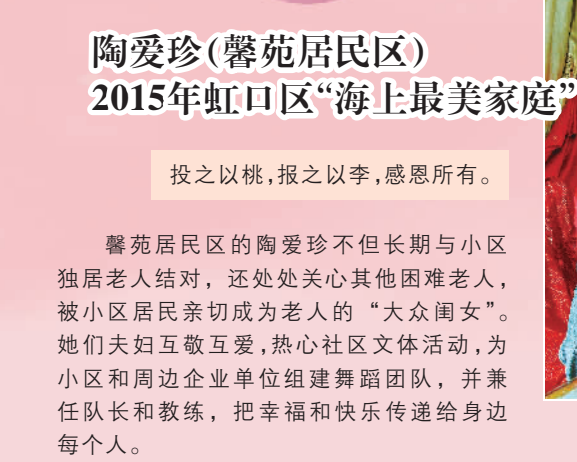 陶爱珍(馨苑居民区)
2015年虹口区“海上最美家庭”
投之以桃,报之以李,感恩所有。
馨苑居民区的陶爱珍不但长期与小区
独居老人结对，还处处关心其他困难老人，
被小区居民亲切成为老人的“大众闺女”。
她们夫妇互敬互爱,热心社区文体活动,为
小区和周边企业单位组建舞蹈团队，并兼
任队长和教练，把幸福和快乐传递给身边
每个人。